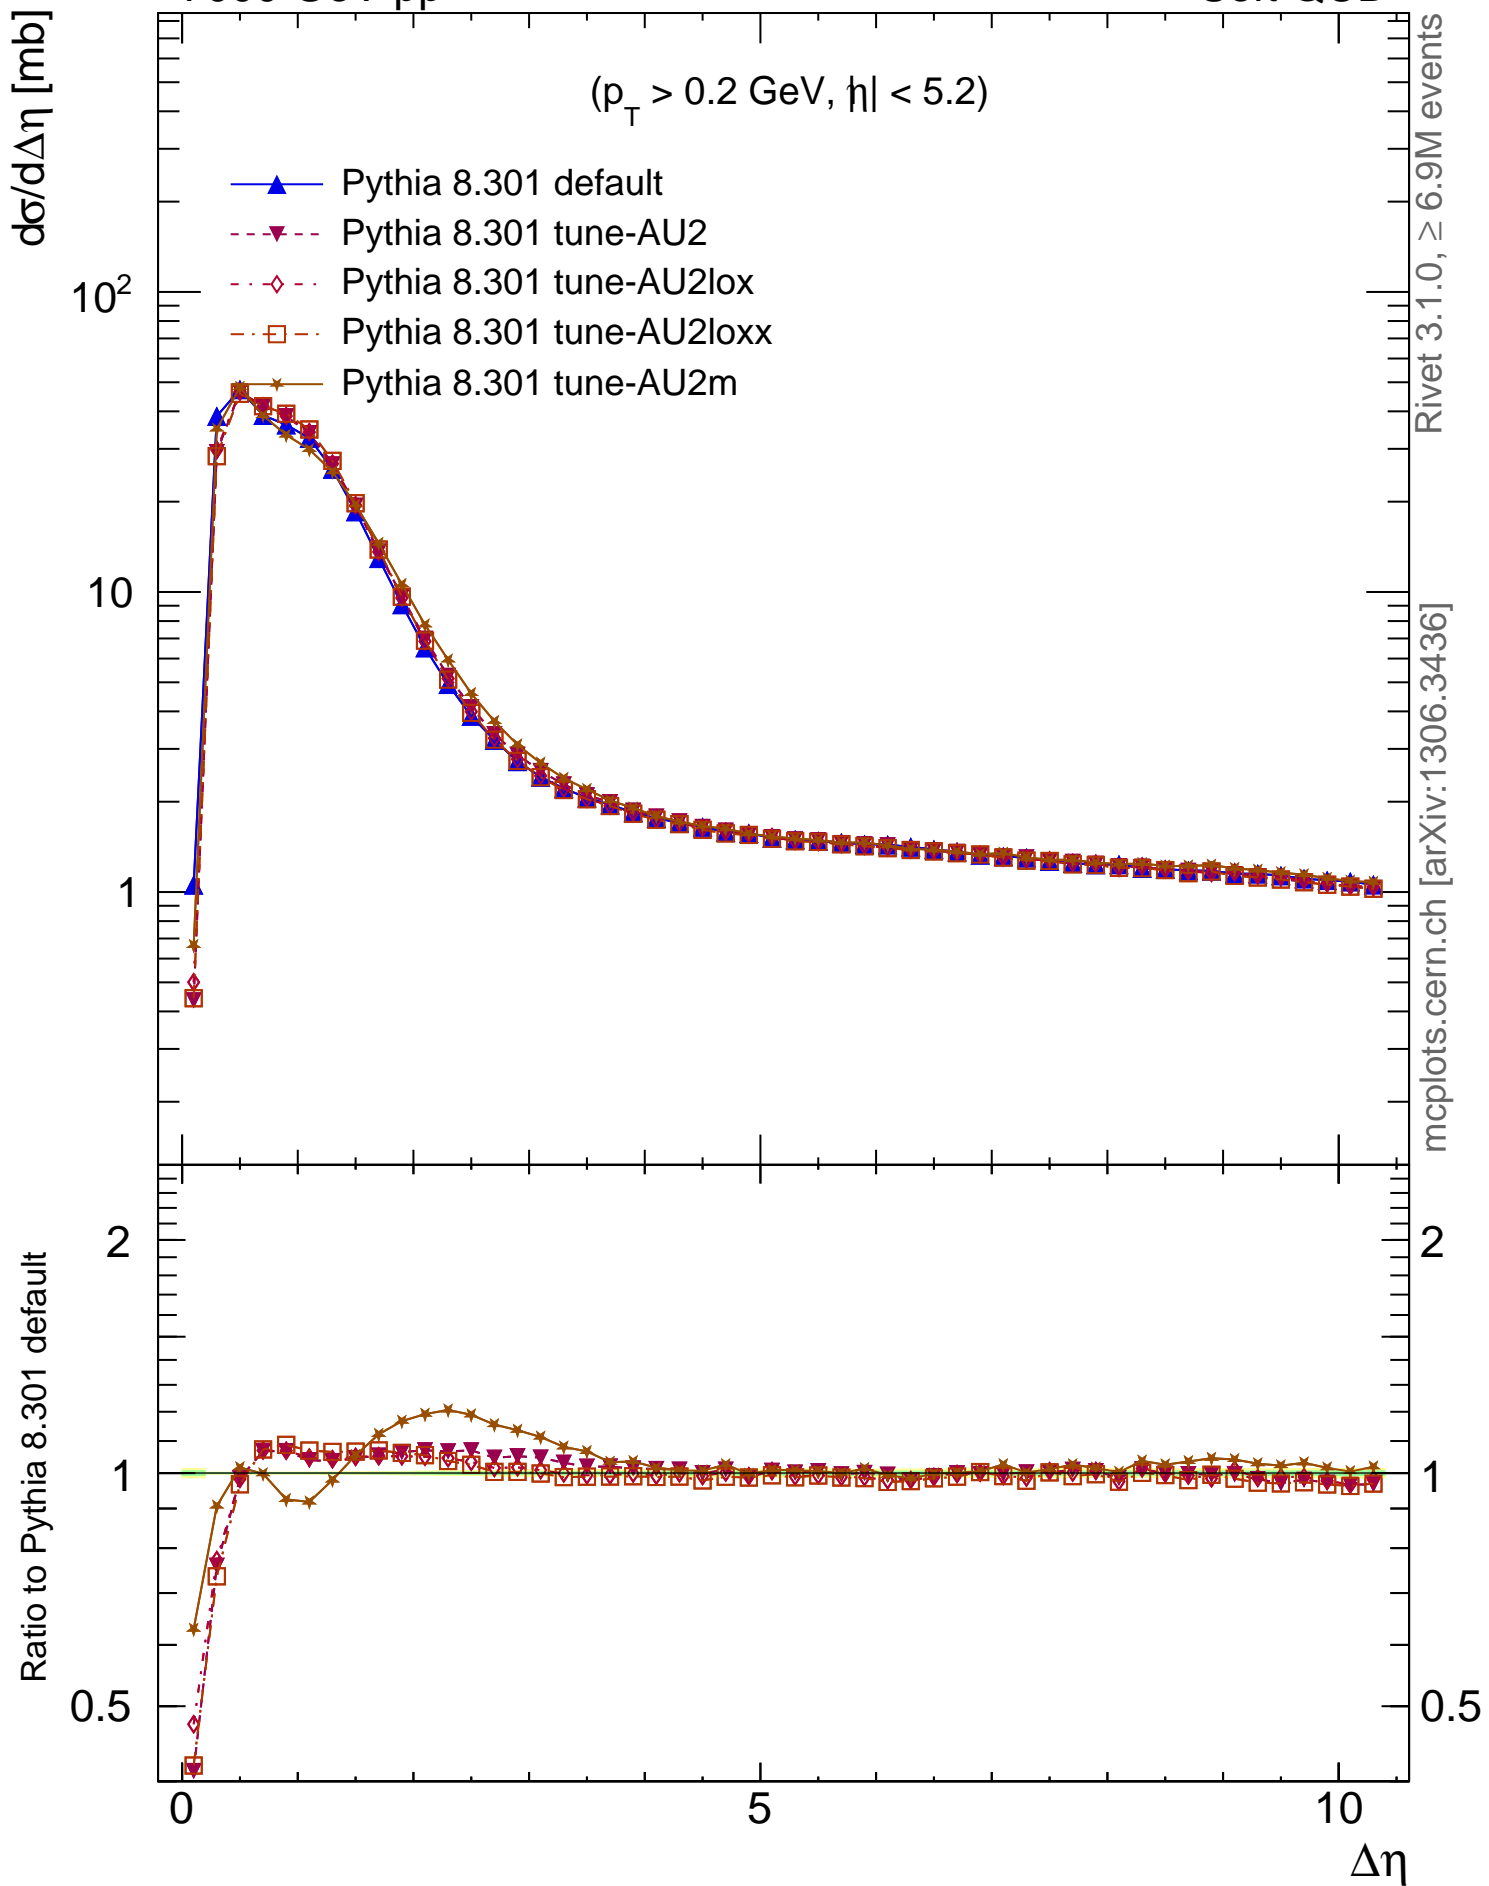 dσ/dΔη [mb]
(p_T > 0.2 GeV, |η| < 5.2)
Pythia 8.301 default
Pythia 8.301 tune-AU2
Pythia 8.301 tune-AU2lox
Pythia 8.301 tune-AU2loxx
Pythia 8.301 tune-AU2m
10²
10
1
Rivet 3.1.0, ≥ 6.9M events
mcplots.cern.ch [arXiv:1306.3436]
Ratio to Pythia 8.301 default
2
1
0.5
2
1
0.5
0
5
10
Δη